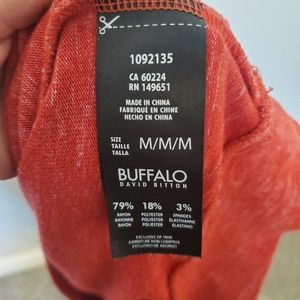 1092135
CA 60224
RN 149651
MADE IN CHINA
FABRIQUÉ EN CHINE
HECHO EN CHINA
SIZE
TAILLE
TALLA
M/M/M
BUFFALO
DAVID BITTON
79% 18% 3%
RAYON POLYESTER SPANDEX
RAYONNE POLYESTER ÉLASTHANNE
RAYÓN POLIÉSTER ELASTANO
EXCLUSIVE OF TRIM
GARNITURE NON COMPRISE
EXCLUSIVO DE ADORNO